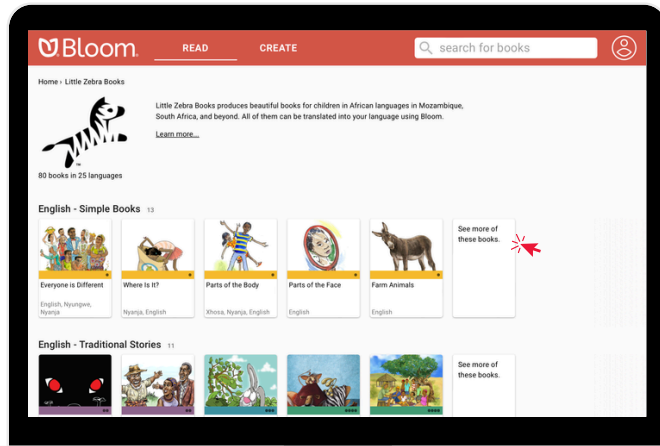 Bloom
READ
CREATE
search for books
Home › Little Zebra Books
Little Zebra Books produces beautiful books for children in African languages in Mozambique,
South Africa, and beyond. All of them can be translated into your language using Bloom.
Learn more...
TM
80 books in 25 languages
English - Simple Books 13
Everyone is Different
English, Nyungwe,
Nyanja
Where Is It?
Nyanja, English
Parts of the Body
Xhosa, Nyanja, English
Parts of the Face
English
Farm Animals
English
See more of
these books.
English - Traditional Stories 11
See more of
these books.